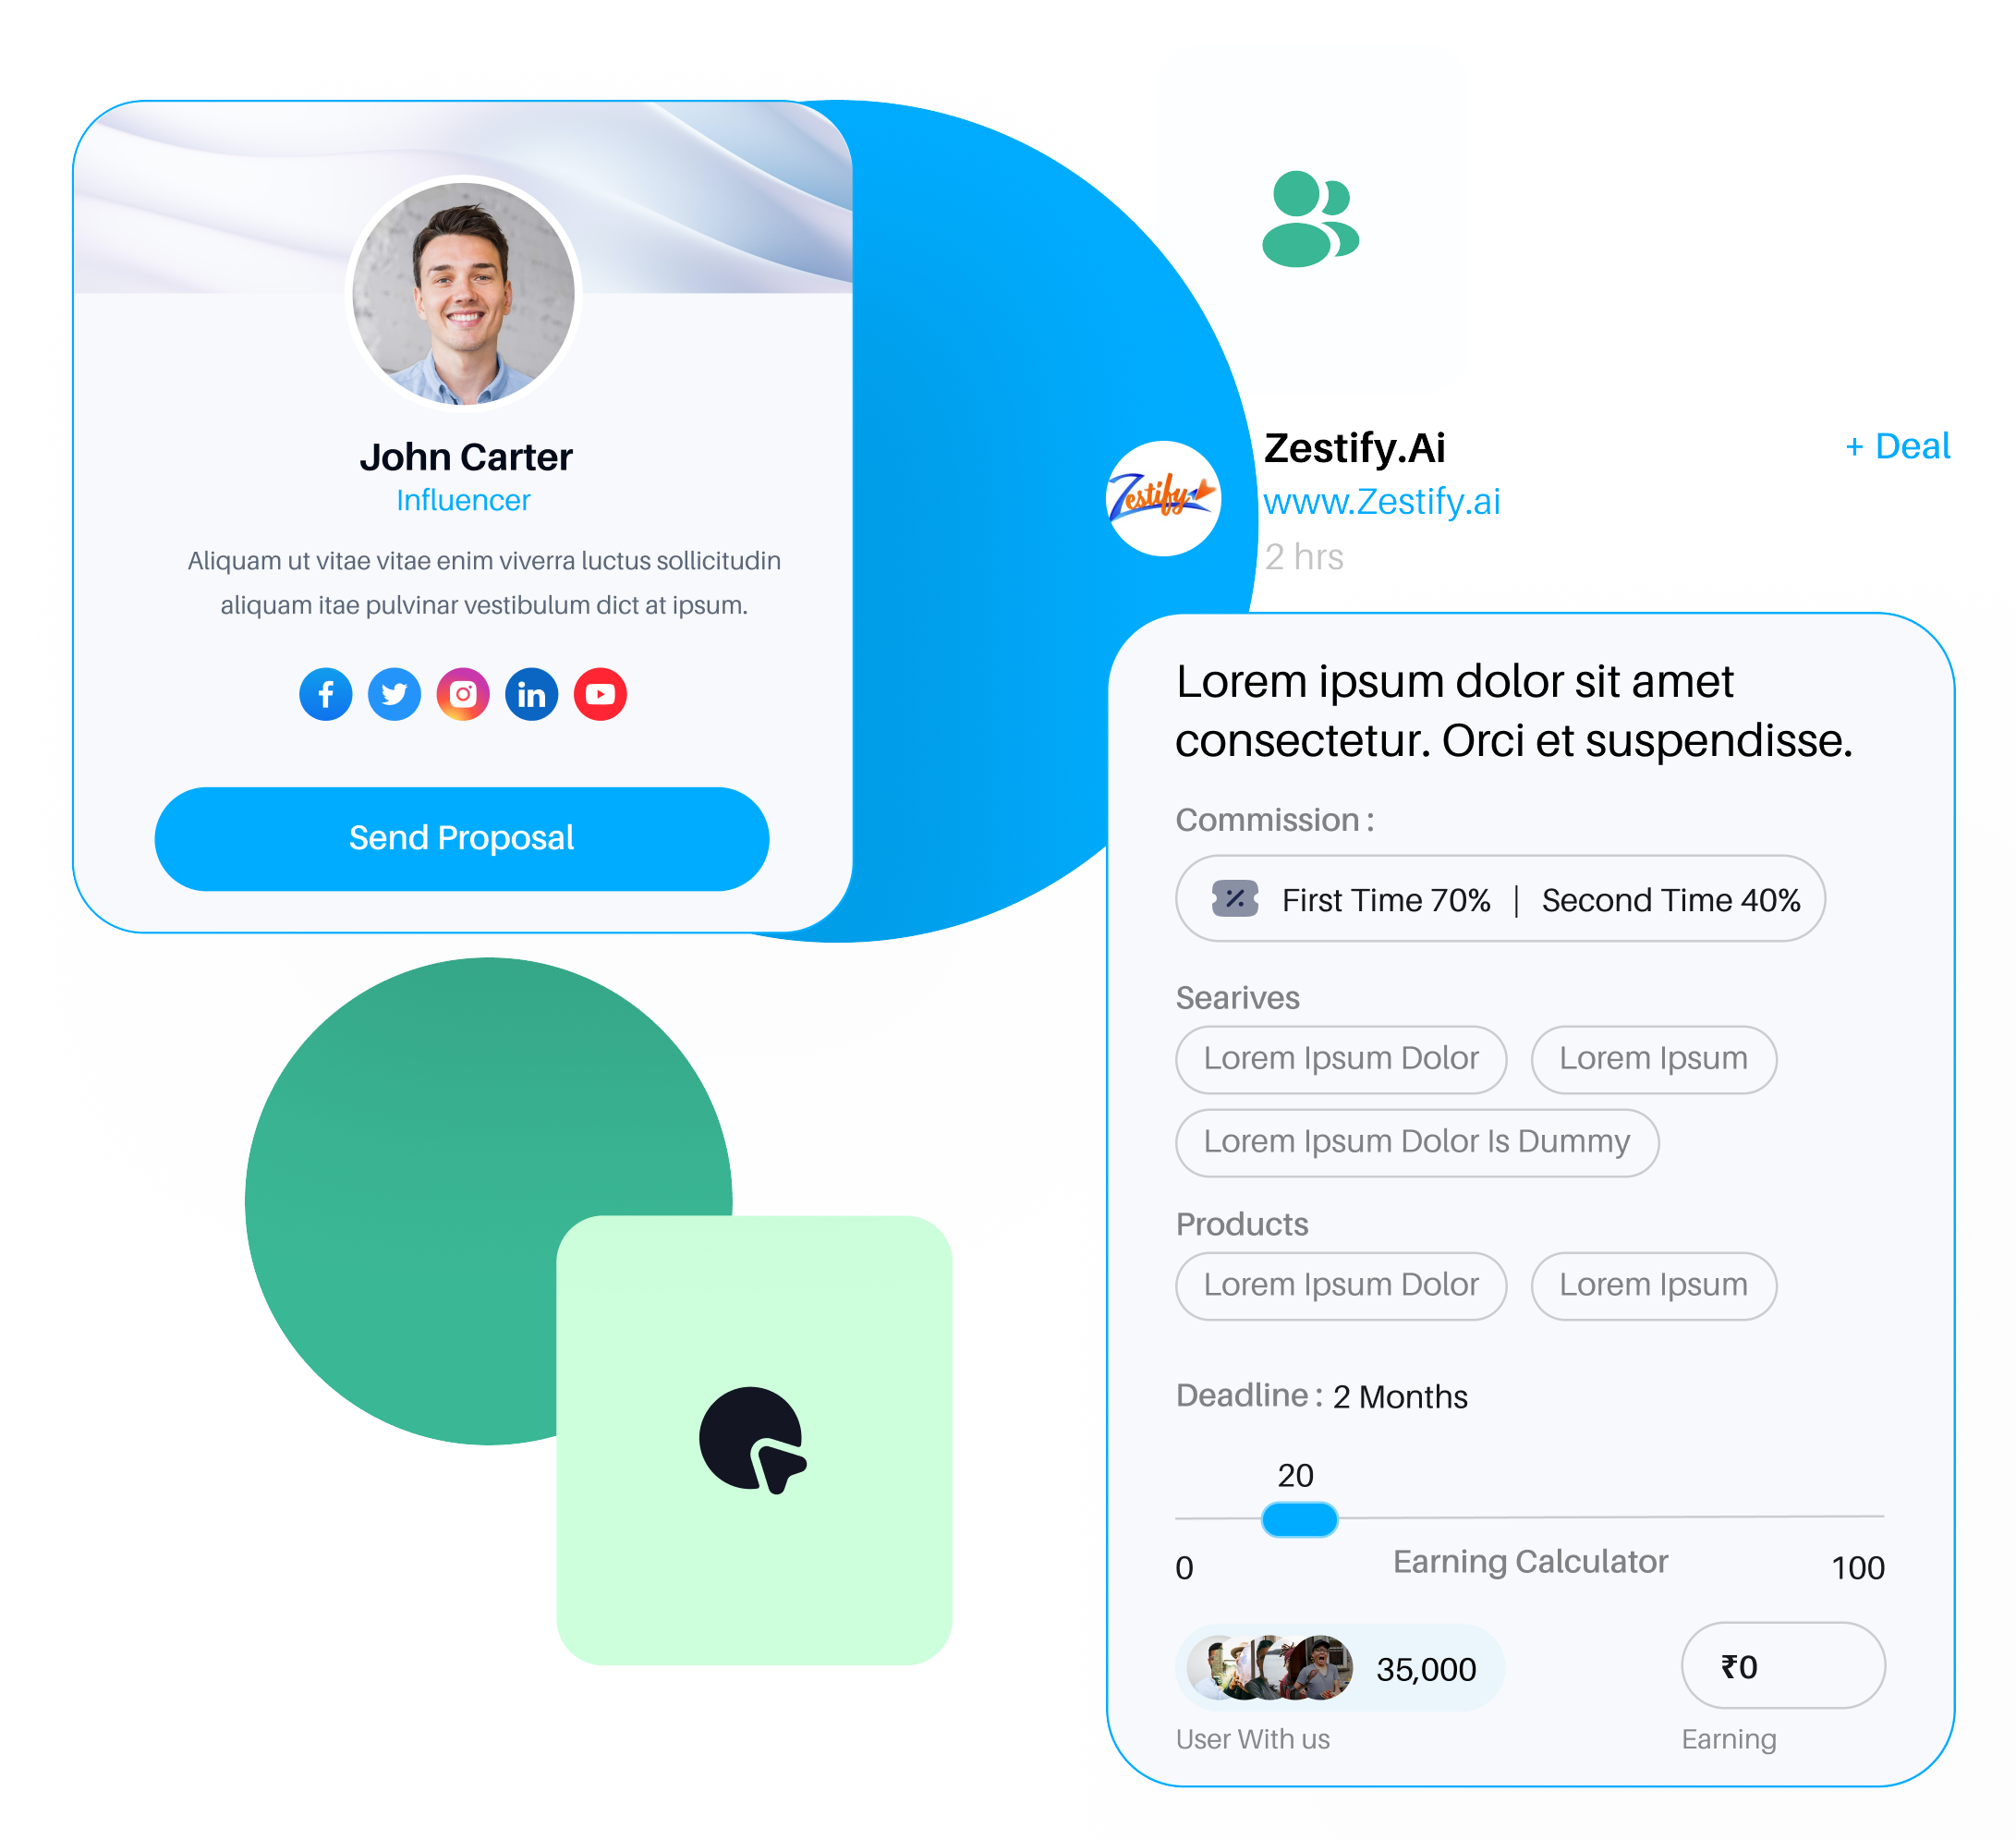 John Carter
Influencer
Aliquam ut vitae vitae enim viverra luctus sollicitudin
aliquam itae pulvinar vestibulum dict at ipsum.
Send Proposal
Zestify
Zestify.Ai
+ Deal
www.Zestify.ai
2 hrs
Lorem ipsum dolor sit amet
consectetur. Orci et suspendisse.
Commission :
First Time 70% | Second Time 40%
Searives
Lorem Ipsum Dolor
Lorem Ipsum
Lorem Ipsum Dolor Is Dummy
Products
Lorem Ipsum Dolor
Lorem Ipsum
Deadline : 2 Months
20
0
Earning Calculator
100
35,000
₹0
User With us
Earning